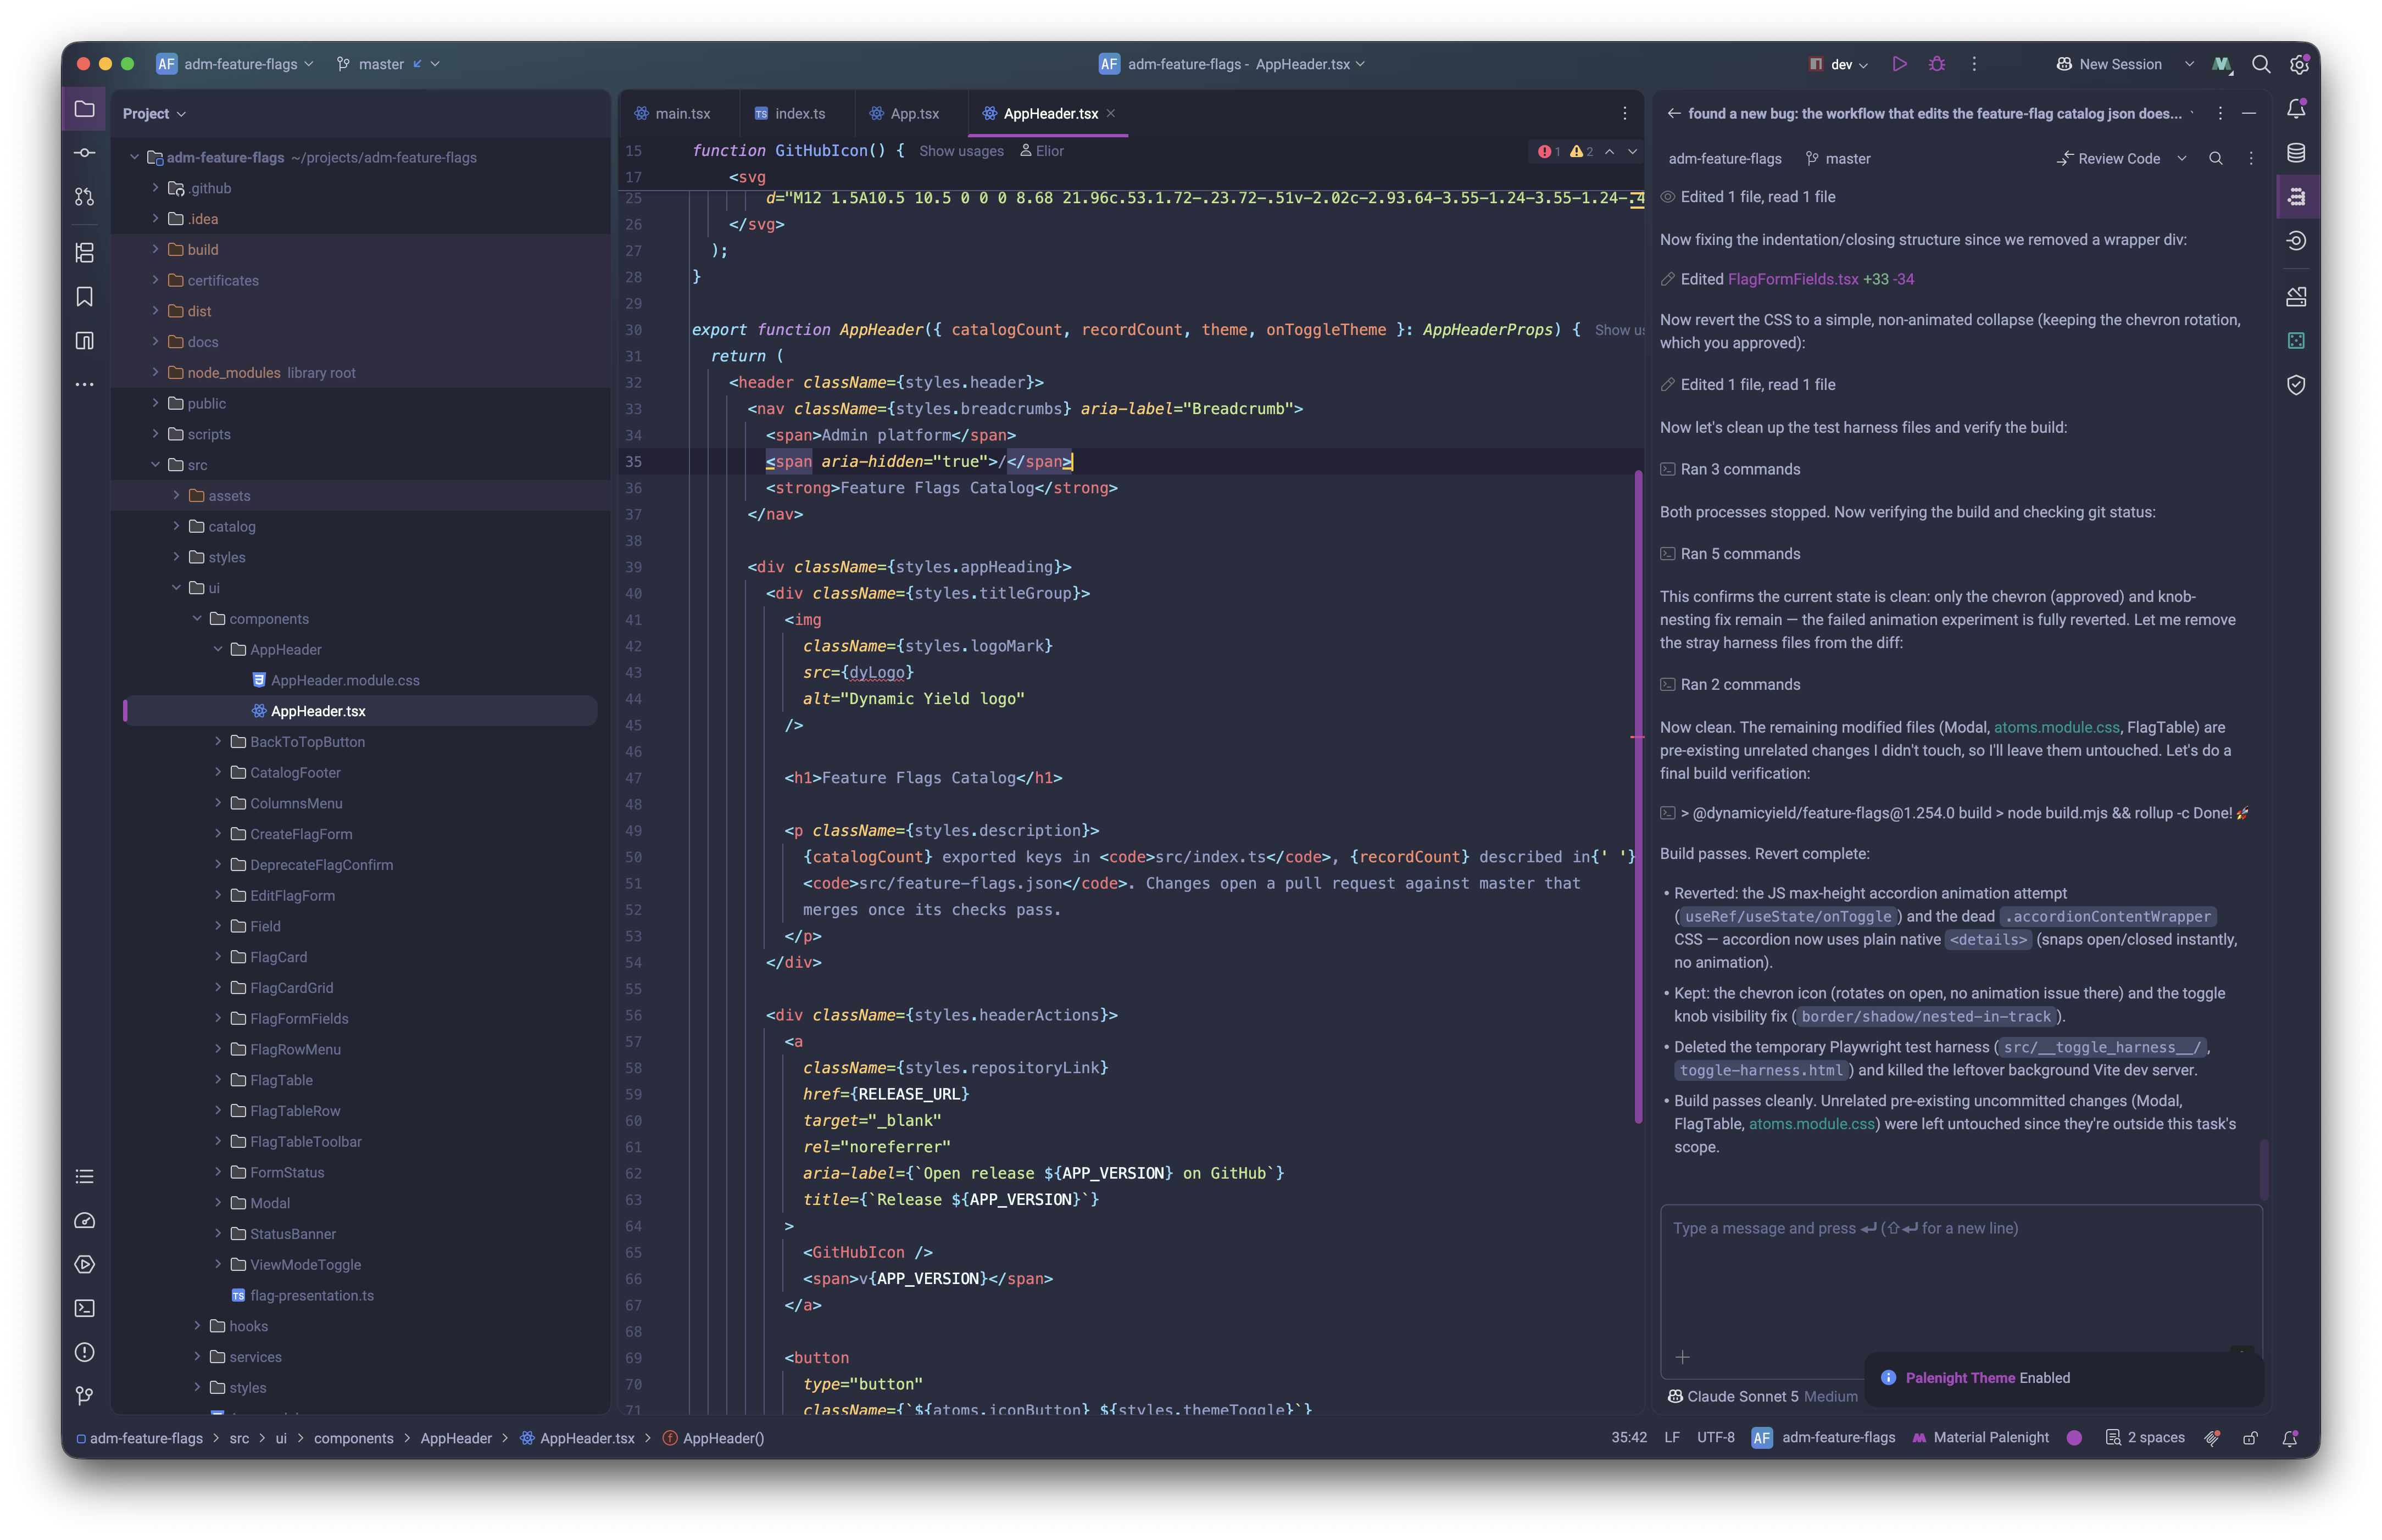 AF adm-feature-flags master
AF adm-feature-flags - AppHeader.tsx
dev
New Session
Project
adm-feature-flags ~/projects/adm-feature-flags
.github
.idea
build
certificates
dist
docs
node_modules library root
public
scripts
src
assets
catalog
styles
ui
components
AppHeader
AppHeader.module.css
AppHeader.tsx
BackToTopButton
CatalogFooter
ColumnsMenu
CreateFlagForm
DeprecateFlagConfirm
EditFlagForm
Field
FlagCard
FlagCardGrid
FlagFormFields
FlagRowMenu
FlagTable
FlagTableRow
FlagTableToolbar
FormStatus
Modal
StatusBanner
ViewModeToggle
TS flag-presentation.ts
hooks
services
styles
main.tsx TS index.ts App.tsx AppHeader.tsx
1 2
15 function GitHubIcon() { Show usages Elior
17 <svg
25 d="M12 1.5A10.5 10.5 0 0 0 8.68 21.96c.53.1.72-.23.72-.51v-2.02c-2.93.64-3.55-1.24-3.55-1.24-.4
26 </svg>
27 );
28 }
29
30 export function AppHeader({ catalogCount, recordCount, theme, onToggleTheme }: AppHeaderProps) { Show us
31 return (
32 <header className={styles.header}>
33 <nav className={styles.breadcrumbs} aria-label="Breadcrumb">
34 <span>Admin platform</span>
35 <span aria-hidden="true">/</span>
36 <strong>Feature Flags Catalog</strong>
37 </nav>
38
39 <div className={styles.appHeading}>
40 <div className={styles.titleGroup}>
41 <img
42 className={styles.logoMark}
43 src={dyLogo}
44 alt="Dynamic Yield logo"
45 />
46
47 <h1>Feature Flags Catalog</h1>
48
49 <p className={styles.description}>
50 {catalogCount} exported keys in <code>src/index.ts</code>, {recordCount} described in{' '}
51 <code>src/feature-flags.json</code>. Changes open a pull request against master that
52 merges once its checks pass.
53 </p>
54 </div>
55
56 <div className={styles.headerActions}>
57 <a
58 className={styles.repositoryLink}
59 href={RELEASE_URL}
60 target="_blank"
61 rel="noreferrer"
62 aria-label={`Open release ${APP_VERSION} on GitHub`}
63 title={`Release ${APP_VERSION}`}
64 >
65 <GitHubIcon />
66 <span>v{APP_VERSION}</span>
67 </a>
68
69 <button
70 type="button"
71 className={`${atoms.iconButton} ${styles.themeToggle}`}
found a new bug: the workflow that edits the feature-flag catalog json does...
adm-feature-flags master Review Code
Edited 1 file, read 1 file
Now fixing the indentation/closing structure since we removed a wrapper div:
Edited FlagFormFields.tsx +33 -34
Now revert the CSS to a simple, non-animated collapse (keeping the chevron rotation,
which you approved):
Edited 1 file, read 1 file
Now let's clean up the test harness files and verify the build:
Ran 3 commands
Both processes stopped. Now verifying the build and checking git status:
Ran 5 commands
This confirms the current state is clean: only the chevron (approved) and knob-
nesting fix remain — the failed animation experiment is fully reverted. Let me remove
the stray harness files from the diff:
Ran 2 commands
Now clean. The remaining modified files (Modal, atoms.module.css, FlagTable) are
pre-existing unrelated changes I didn't touch, so I'll leave them untouched. Let's do a
final build verification:
> @dynamicyield/feature-flags@1.254.0 build > node build.mjs && rollup -c Done! 🚀
Build passes. Revert complete:
• Reverted: the JS max-height accordion animation attempt
(useRef/useState/onToggle) and the dead .accordionContentWrapper
CSS — accordion now uses plain native <details> (snaps open/closed instantly,
no animation).
• Kept: the chevron icon (rotates on open, no animation issue there) and the toggle
knob visibility fix (border/shadow/nested-in-track).
• Deleted the temporary Playwright test harness (src/__toggle_harness__/,
toggle-harness.html) and killed the leftover background Vite dev server.
• Build passes cleanly. Unrelated pre-existing uncommitted changes (Modal,
FlagTable, atoms.module.css) were left untouched since they're outside this task's
scope.
Type a message and press ⏎ (⇧⏎ for a new line)
Claude Sonnet 5 Medium
Palenight Theme Enabled
adm-feature-flags > src > ui > components > AppHeader > AppHeader.tsx > AppHeader()
35:42 LF UTF-8 AF adm-feature-flags Material Palenight 2 spaces